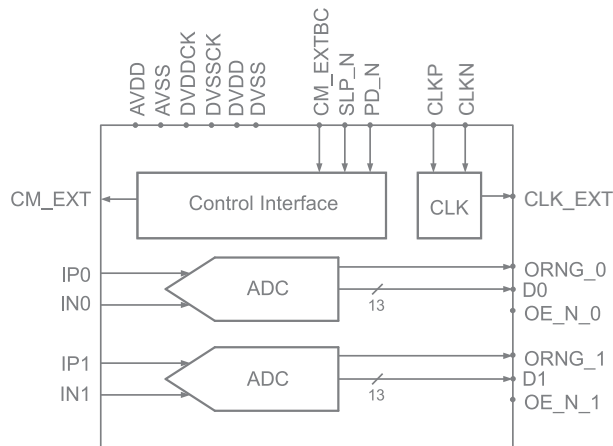 AVDD
AVSS
DVDDCK
DVSSCK
DVDD
DVSS
CM_EXTBC
SLP_N
PD_N
CLKP
CLKN
CM_EXT
Control Interface
CLK
CLK_EXT
IP0
IN0
ADC
13
ORNG_0
D0
OE_N_0
IP1
IN1
ADC
13
ORNG_1
D1
OE_N_1